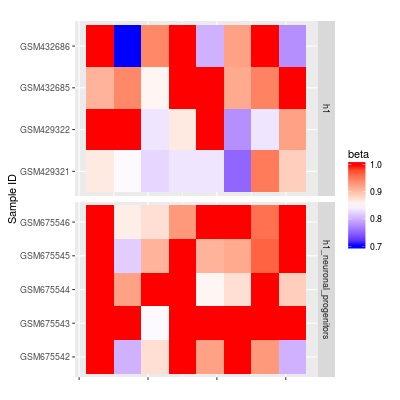 GSM432686
GSM432685
GSM429322
GSM429321
h1
GSM675546
GSM675545
GSM675544
GSM675543
GSM675542
h1_neuronal_progenitors
Sample ID
beta
1.0
0.9
0.8
0.7